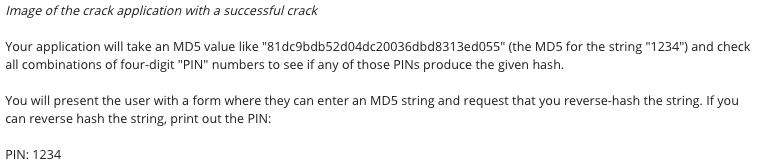 Image of the crack application with a successful crack
Your application will take an MD5 value like "81dc9bdb52d04dc20036dbd8313ed055" (the MD5 for the string "1234") and check
all combinations of four-digit "PIN" numbers to see if any of those PINs produce the given hash.
You will present the user with a form where they can enter an MD5 string and request that you reverse-hash the string. If you
can reverse hash the string, print out the PIN:
PIN: 1234